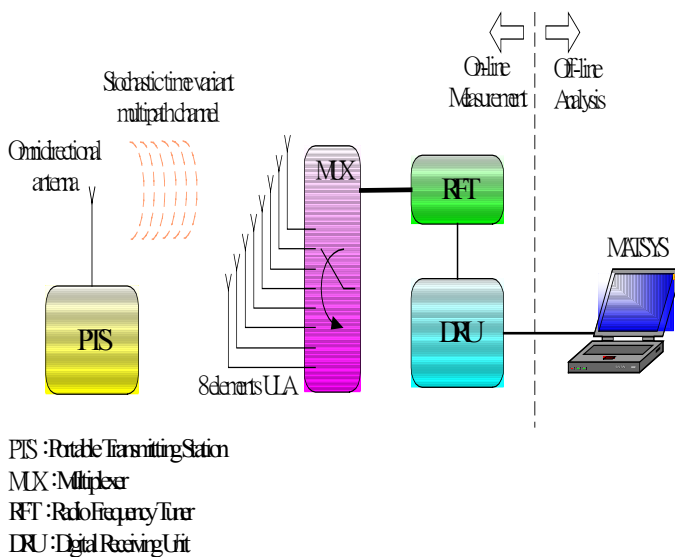 On-line
Measurement
Off-line
Analysis
Stochastic time variant
multipath channel
Omnidirectional
antenna
MUX
RFT
MATSYS
PTS
DRU
8 elements ULA
PTS : Portable Transmitting Station
MUX : Multiplexer
RFT : Radio Frequency Tuner
DRU : Digital Receiving Unit